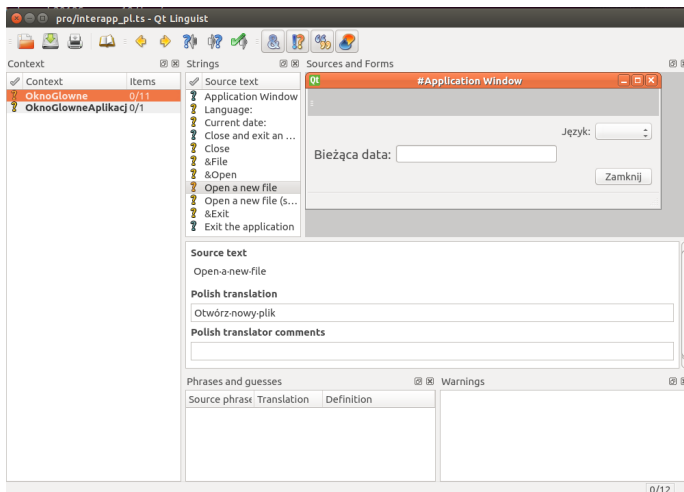 pro/interapp_pl.ts - Qt Linguist
Context
Context Items
OknoGlowne 0/11
OknoGlowneAplikacj 0/1
Strings
Source text
Application Window
Language:
Current date:
Close and exit an ...
Close
&File
&Open
Open a new file
Open a new file (s...
&Exit
Exit the application
Sources and Forms
Qt #Application Window
Język:
Bieżąca data:
Zamknij
Source text
Open·a·new·file
Polish translation
Otwórz·nowy·plik
Polish translator comments
Phrases and guesses
Source phrase Translation Definition
Warnings
0/12